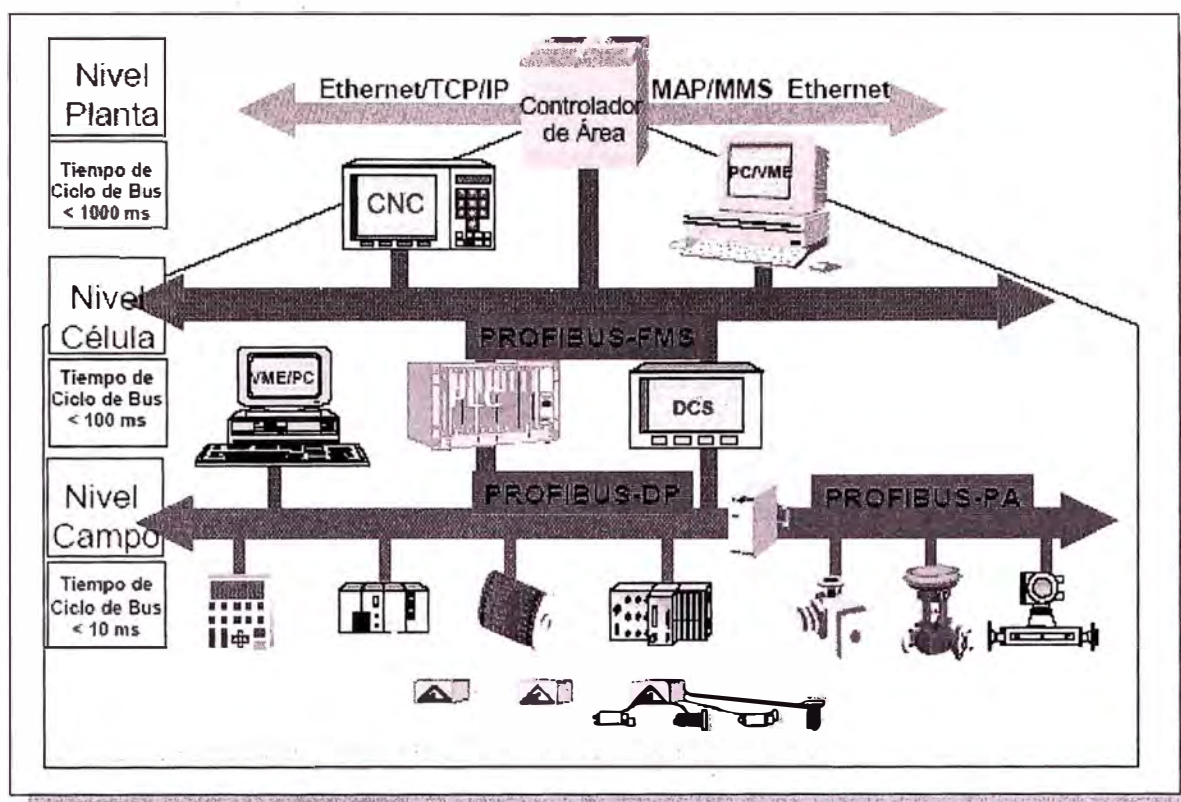 Nivel
Planta
Tiempo de
Ciclo de Bus
< 1000 ms
Ethernet/TCP/IP
Controlador
de Área
MAP/MMS Ethernet
CNC
PC/VME
Nivel
Célula
Tiempo de
Ciclo de Bus
< 100 ms
PROFIBUS-FMS
VME/PC
PLC
DCS
Nivel
Campo
Tiempo de
Ciclo de Bus
< 10 ms
PROFIBUS-DP
PROFIBUS-PA